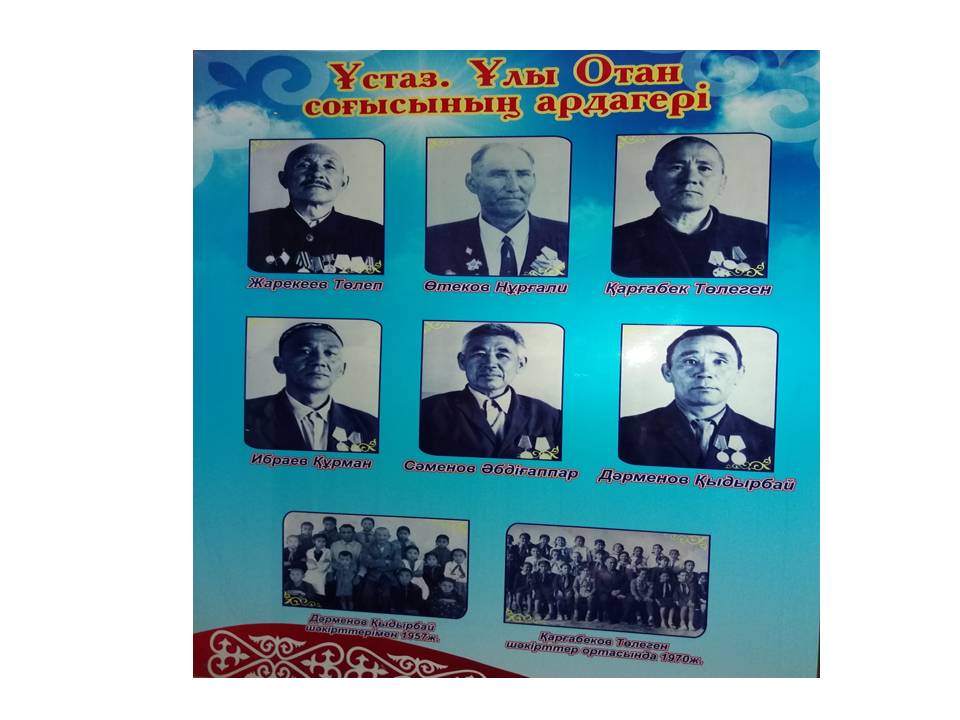 Ұстаз. Ұлы Отан
соғысының ардагері
Жарекеев Төлеп
Өтеков Нұрғали
Қарғабек Төлеген
Ибраев Құрман
Сәменов Әбдіғаппар
Дәрменов Қыдырбай
Дәрменов Қыдырбай
шәкірттерімен 1957ж.
Қарғабеков Төлеген
шәкірттер ортасында 1970ж.